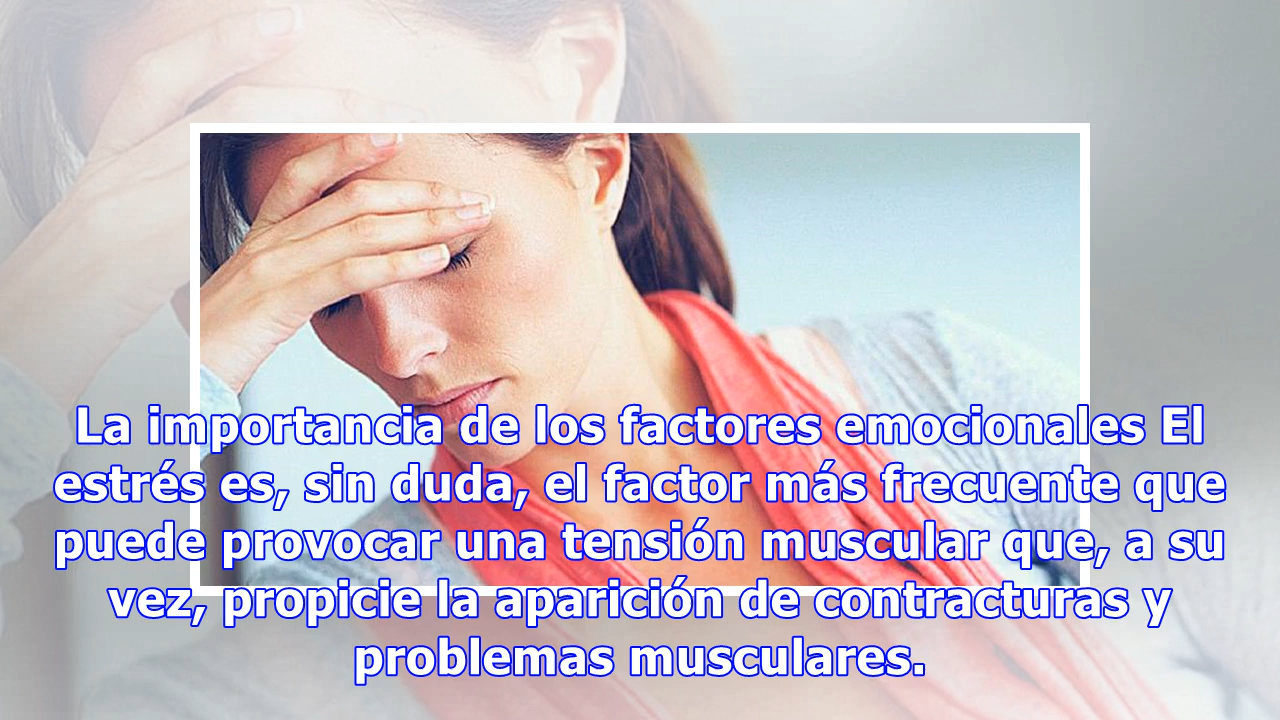 La importancia de los factores emocionales El
estrés es, sin duda, el factor más frecuente que
puede provocar una tensión muscular que, a su
vez, propicie la aparición de contracturas y
problemas musculares.